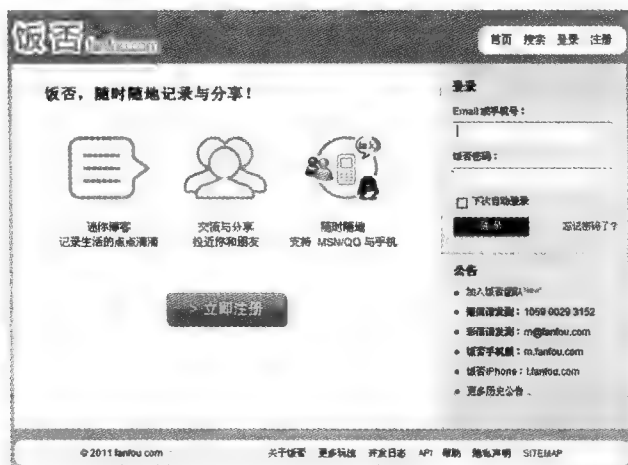 饭否 fanfou.com
首页 搜索 登录 注册
饭否，随时随地记录与分享！
迷你博客
记录生活的点点滴滴
交流与分享
拉近你和朋友
随时随地
支持 MSN/QQ 与手机
> 立即注册
登录
Email 或手机号：
饭否密码：
下次自动登录
登录
忘记密码了？
公告
加入饭否团队New!
短信请发到：1059 0029 3152
彩信请发到：m@fanfou.com
饭否手机版：m.fanfou.com
饭否iPhone：i.fanfou.com
更多历史公告
© 2011 fanfou.com
关于饭否 更多玩法 开发日志 API 帮助 隐私声明 SITEMAP